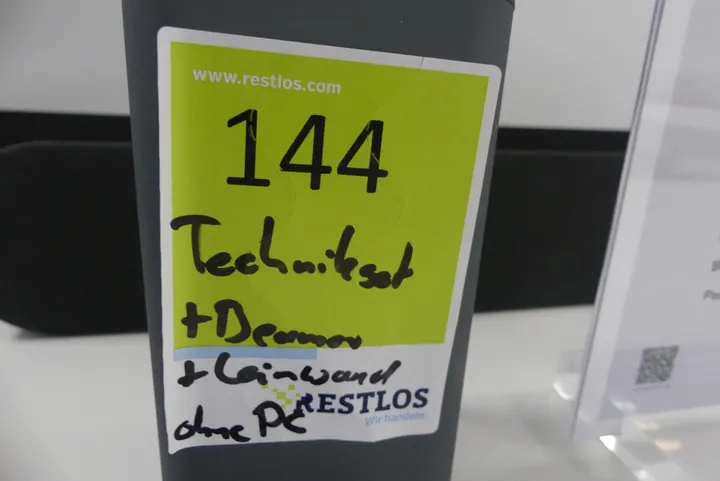 www.restlos.com
144
Technikset
+ Beamer
+ Leinwand
RESTLOS
Wir handeln.
ohne PC